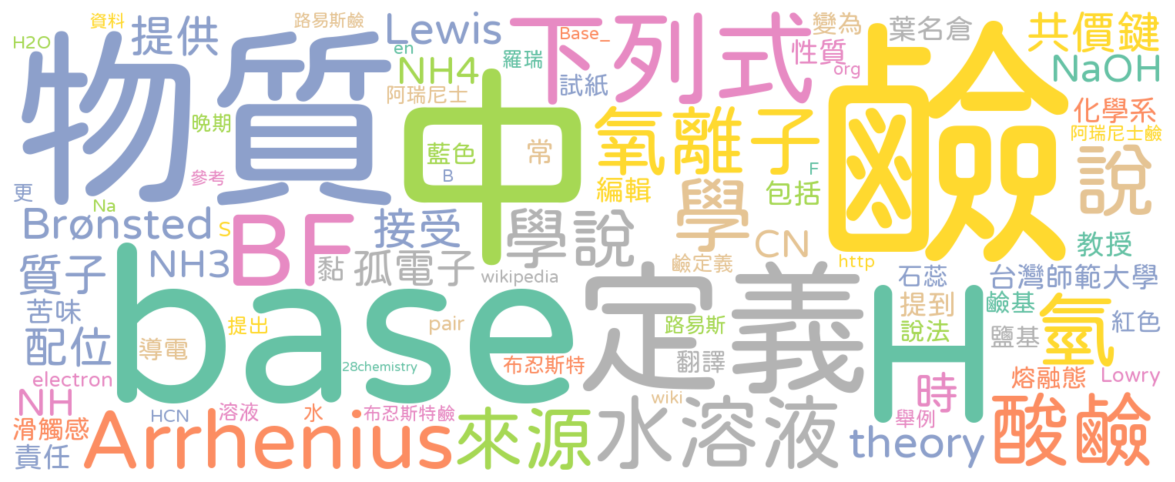 物質
中
base
定義
鹼
H
下列式
BF
Arrhenius
水溶液
酸鹼
氧離子
來源
學說
學
說
氫
Brønsted
Lewis
NH4
NH3
NH
NaOH
CN
theory
提供
接受
質子
配位
孤電子
共價鍵
時
化學系
台灣師範大學
教授
葉名倉
責任
編輯
包括
藍色
紅色
苦味
滑觸感
導電
黏
常
石蕊
試紙
性質
變為
羅瑞
阿瑞尼士
阿瑞尼士鹼
路易斯鹼
路易斯
布忍斯特
布忍斯特鹼
鹼定義
鹼基
鹽基
提到
說法
舉例
熔融態
Lowry
翻譯
提出
pair
electron
wikipedia
wiki
http
org
en
Base_
28chemistry
HCN
H2O
溶液
水
資料
晚期
參考
更
Na
S
B
F